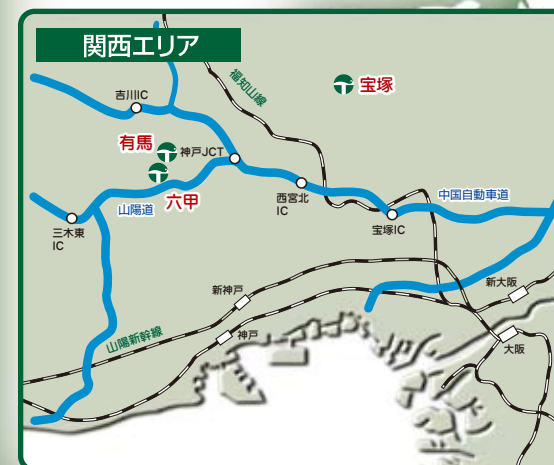 関西エリア
福知山線
宝塚
吉川IC
有馬
神戸JCT
六甲
山陽道
西宮北
IC
中国自動車道
三木東
IC
宝塚IC
新神戸
新大阪
山陽新幹線
神戸
大阪